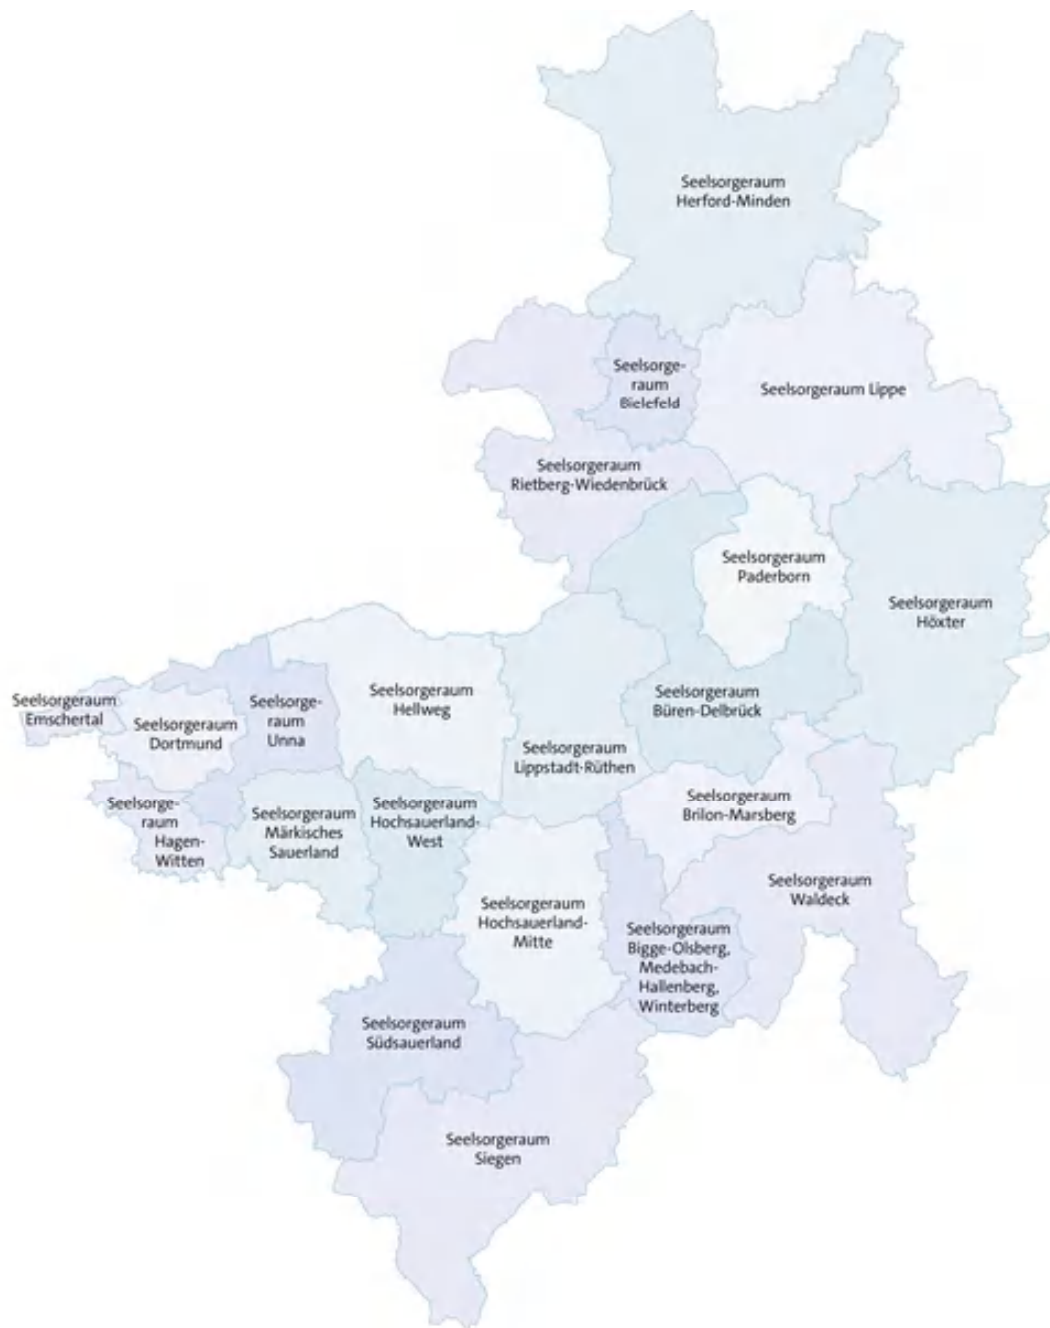 Seelsorgeraum
Herford-Minden
Seelsorge-
raum
Bielefeld
Seelsorgeraum Lippe
Seelsorgeraum
Rietberg-Wiedenbrück
Seelsorgeraum
Paderborn
Seelsorgeraum
Höxter
Seelsorgeraum
Emschertal
Seelsorgeraum
Dortmund
Seelsorge-
raum
Unna
Seelsorgeraum
Hellweg
Seelsorgeraum
Büren-Delbrück
Seelsorgeraum
Lippstadt-Rüthen
Seelsorge-
raum
Hagen-
Witten
Seelsorgeraum
Märkisches
Sauerland
Seelsorgeraum
Hochsauerland-
West
Seelsorgeraum
Brilon-Marsberg
Seelsorgeraum
Waldeck
Seelsorgeraum
Hochsauerland-
Mitte
Seelsorgeraum
Bigge-Olsberg,
Medebach-
Hallenberg,
Winterberg
Seelsorgeraum
Südsauerland
Seelsorgeraum
Siegen